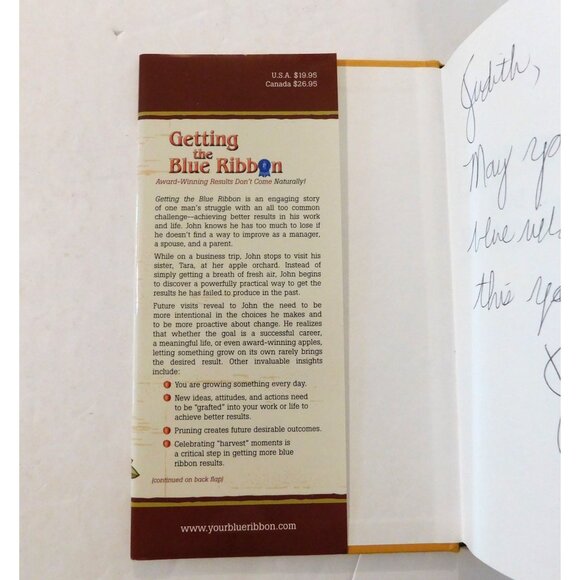 U.S.A. $19.95
Canada $26.95
Getting
the
Blue Ribbon
Award-Winning Results Don't Come Naturally!
Getting the Blue Ribbon is an engaging story
of one man's struggle with an all too common
challenge—achieving better results in his work
and life. John knows he has too much to lose if
he doesn't find a way to improve as a manager,
a spouse, and a parent.
While on a business trip, John stops to visit his
sister, Tara, at her apple orchard. Instead of
simply getting a breath of fresh air, John begins
to discover a powerfully practical way to get the
results he has failed to produce in the past.
Future visits reveal to John the need to be
more intentional in the choices he makes and
to be more proactive about change. He realizes
that whether the goal is a successful career,
a meaningful life, or even award-winning apples,
letting something grow on its own rarely brings
the desired result. Other invaluable insights
include:
You are growing something every day.
New ideas, attitudes, and actions need
to be "grafted" into your work or life to
achieve better results.
Pruning creates future desirable outcomes.
Celebrating "harvest" moments is
a critical step in getting more blue
ribbon results.
(continued on back flap)
www.yourblueribbon.com
Judith,
May yo
blue
this ye